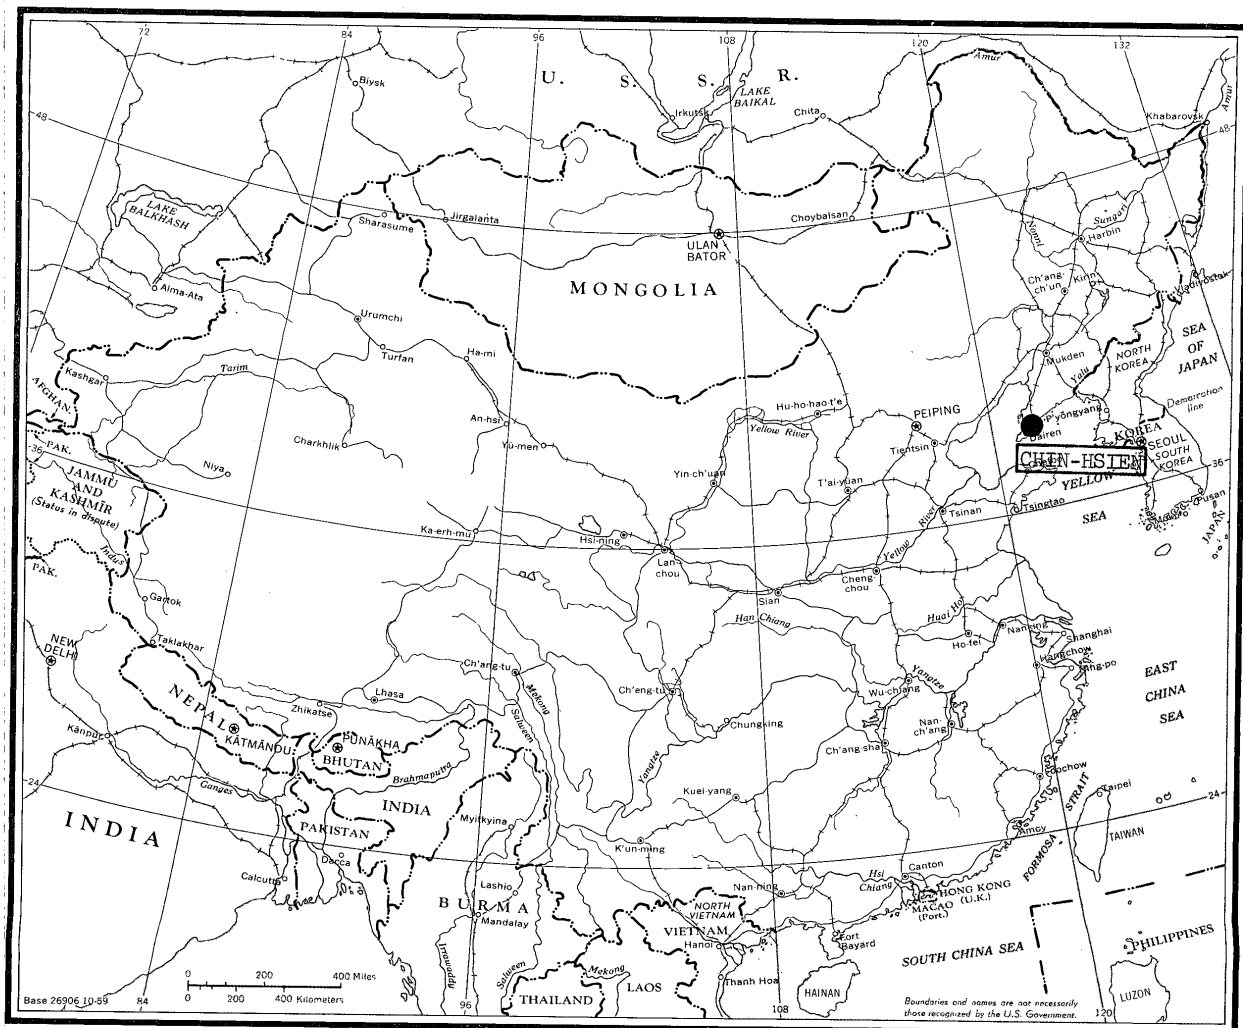 72
84
96
108
120
132
U. S. S. R.
Biysk
Amur
LAKE
BAIKAL
Irkutsk
Chita
Amur
Khabarovsk
48
48
LAKE
BALKHASH
Sharasume
Jirgalanta
Choybalsan
ULAN
BATOR
Nonni
Sungari
Harbin
MONGOLIA
Alma-Ata
Ch'ang-
ch'un
Kirin
Vladivostok
Urumchi
Turfan
Ha-mi
SEA
OF
JAPAN
Mukden
NORTH
KOREA
Yalu
Kashgar
Tarim
AFGHAN.
Demarcation
line
Hu-ho-hao-t'e
PEIPING
P'yŏngyang
An-hsi
Yellow River
Dairen
KOREA
SEOUL
SOUTH
KOREA
Charkhlik
Yü-men
Tientsin
CHIN-HSIEN
PAK.
36
36
Niya
Yin-ch'uan
T'ai-yüan
YELLOW
SEA
JAMMU
AND
KASHMĪR
(Status in dispute)
Pusan
Tsinan
Tsingtao
JAPAN
Ka-erh-mu
Hsi-ning
Lan-
chou
Yellow River
Indus
PAK.
Cheng-
chou
Sian
Gartok
Han Chiang
Huai Ho
NEW
DELHI
Taklakhar
Ho-fei
Nanking
Shanghai
Hangchow
Ning-po
Ch'ang-tu
Mekong
Salween
Ch'eng-tu
Yangtze
Wu-chiang
EAST
CHINA
SEA
NEPAL
Zhikatse
Lhasa
Kānpur
KĀTMĀNDU
PŪNĀKHA
BHUTAN
Chungking
Nan-
ch'ang
Ch'ang-sha
Yangtze
Brahmaputra
Ganges
24
24
INDIA
INDIA
Kuei-yang
Foochow
STRAIT
Taipei
PAKISTAN
Myitkyina
K'un-ming
Amoy
TAIWAN
Dacca
Calcutta
FORMOSA
Canton
Hsi
Chiang
Nan-ning
Lashio
BURMA
Mandalay
HONG KONG
(U.K.)
MACAO
(Port.)
NORTH
VIETNAM
VIETNAM
Hanoi
Fort
Bayard
Irrawaddy
Salween
PHILIPPINES
SOUTH CHINA SEA
Mekong
LAOS
Thanh Hoa
0 200 400 Miles
0 200 400 Kilometers
THAILAND
HAINAN
LUZON
Base 26906 10-59
84
96
108
120
Boundaries and names are not necessarily
those recognized by the U.S. Government.